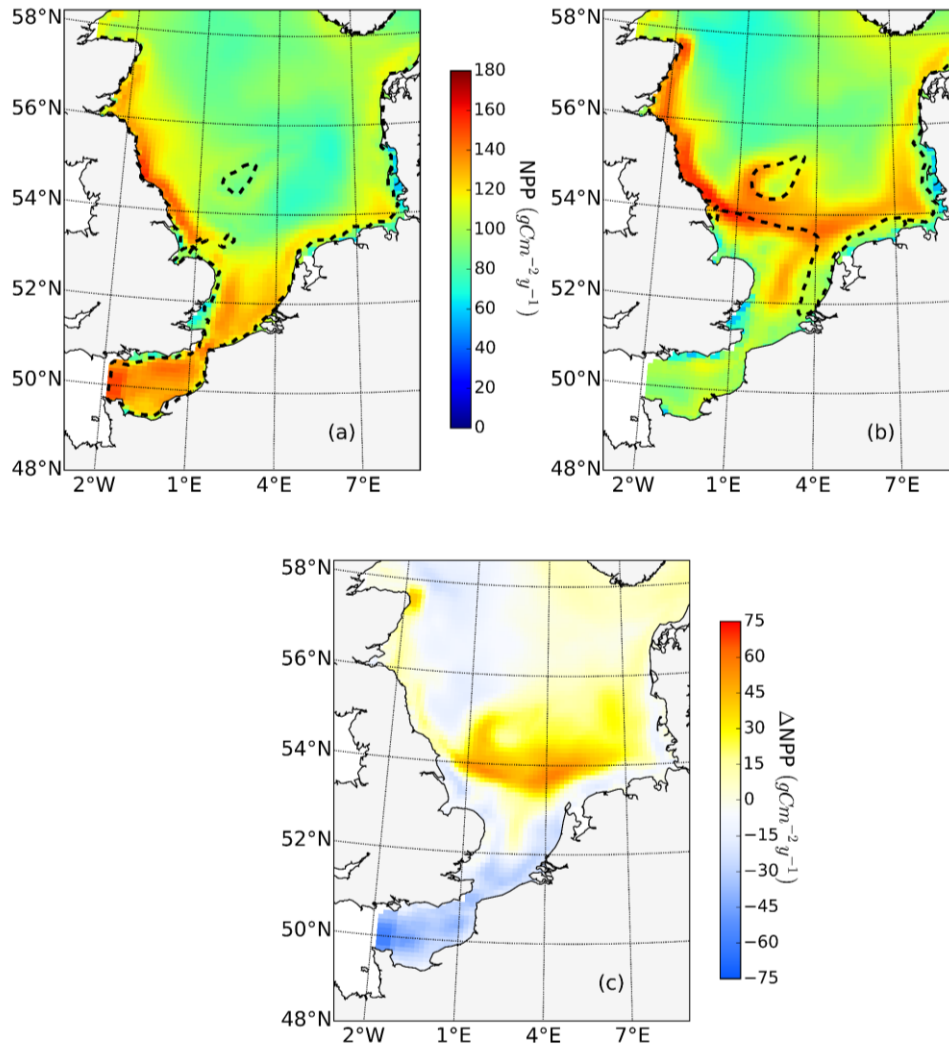 58°N
56°N
54°N
52°N
50°N
48°N
2°W 1°E 4°E 7°E
(a)
180
160
140
120
100
80
60
40
20
0
NPP (gCm⁻²y⁻¹)
58°N
56°N
54°N
52°N
50°N
48°N
2°W 1°E 4°E 7°E
(b)
58°N
56°N
54°N
52°N
50°N
48°N
2°W 1°E 4°E 7°E
(c)
75
60
45
30
15
0
−15
−30
−45
−60
−75
ΔNPP (gCm⁻²y⁻¹)